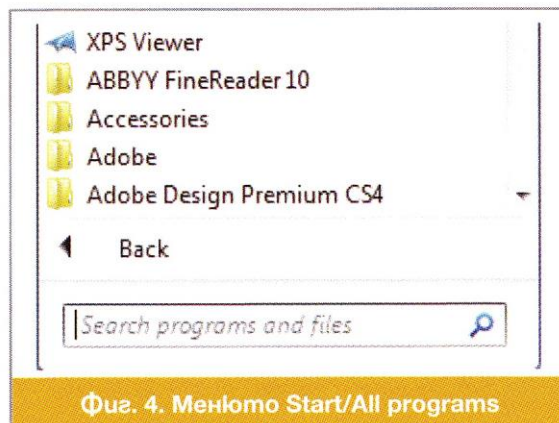 XPS Viewer
ABBYY FineReader 10
Accessories
Adobe
Adobe Design Premium CS4
Back
Search programs and files
Фиг. 4. Менюто Start/All programs